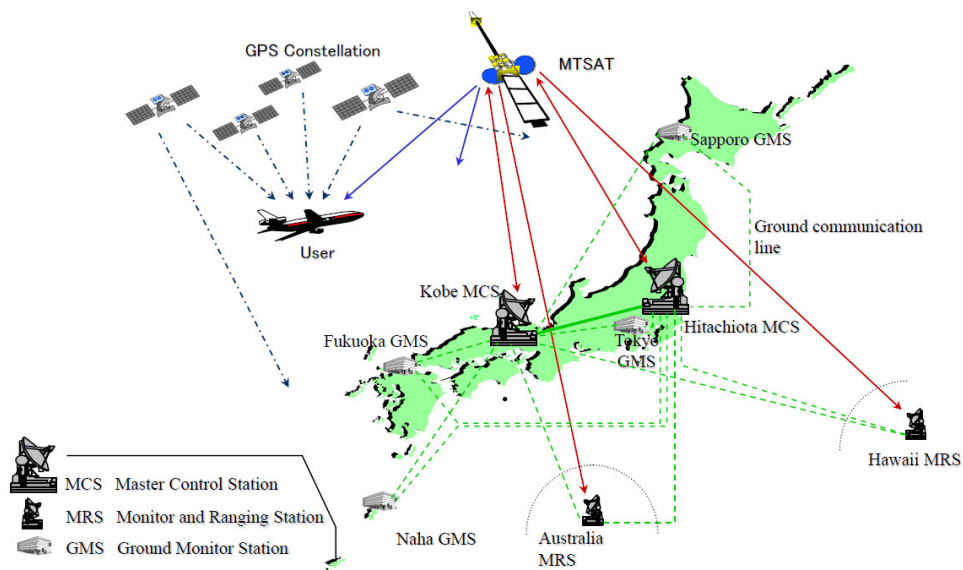 GPS Constellation
MTSAT
Sapporo GMS
User
Ground communication
line
Kobe MCS
Hitachiota MCS
Fukuoka GMS
Tokyo
GMS
Hawaii MRS
MCS Master Control Station
MRS Monitor and Ranging Station
GMS Ground Monitor Station
Naha GMS
Australia
MRS